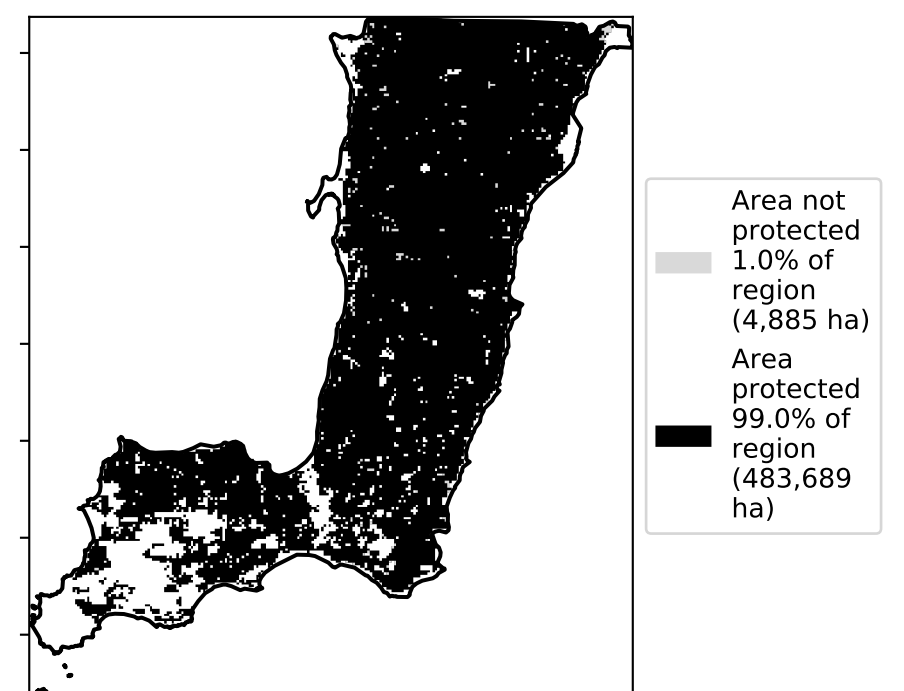 Area not
protected
1.0% of
region
(4,885 ha)
Area
protected
99.0% of
region
(483,689
ha)